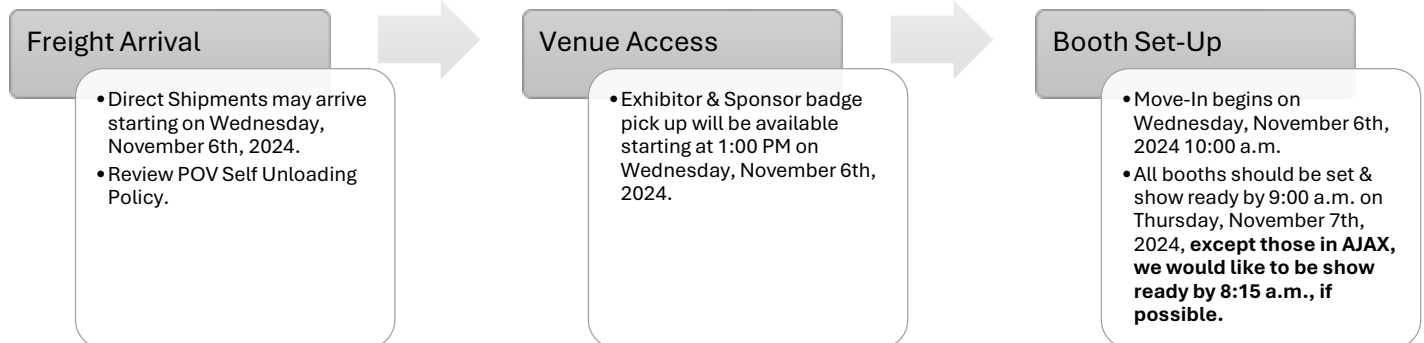 Freight Arrival
•Direct Shipments may arrive
starting on Wednesday,
November 6th, 2024.
•Review POV Self Unloading
Policy.
Venue Access
•Exhibitor & Sponsor badge
pick up will be available
starting at 1:00 PM on
Wednesday, November 6th,
2024.
Booth Set-Up
•Move-In begins on
Wednesday, November 6th,
2024 10:00 a.m.
•All booths should be set &
show ready by 9:00 a.m. on
Thursday, November 7th,
2024, except those in AJAX,
we would like to be show
ready by 8:15 a.m., if
possible.